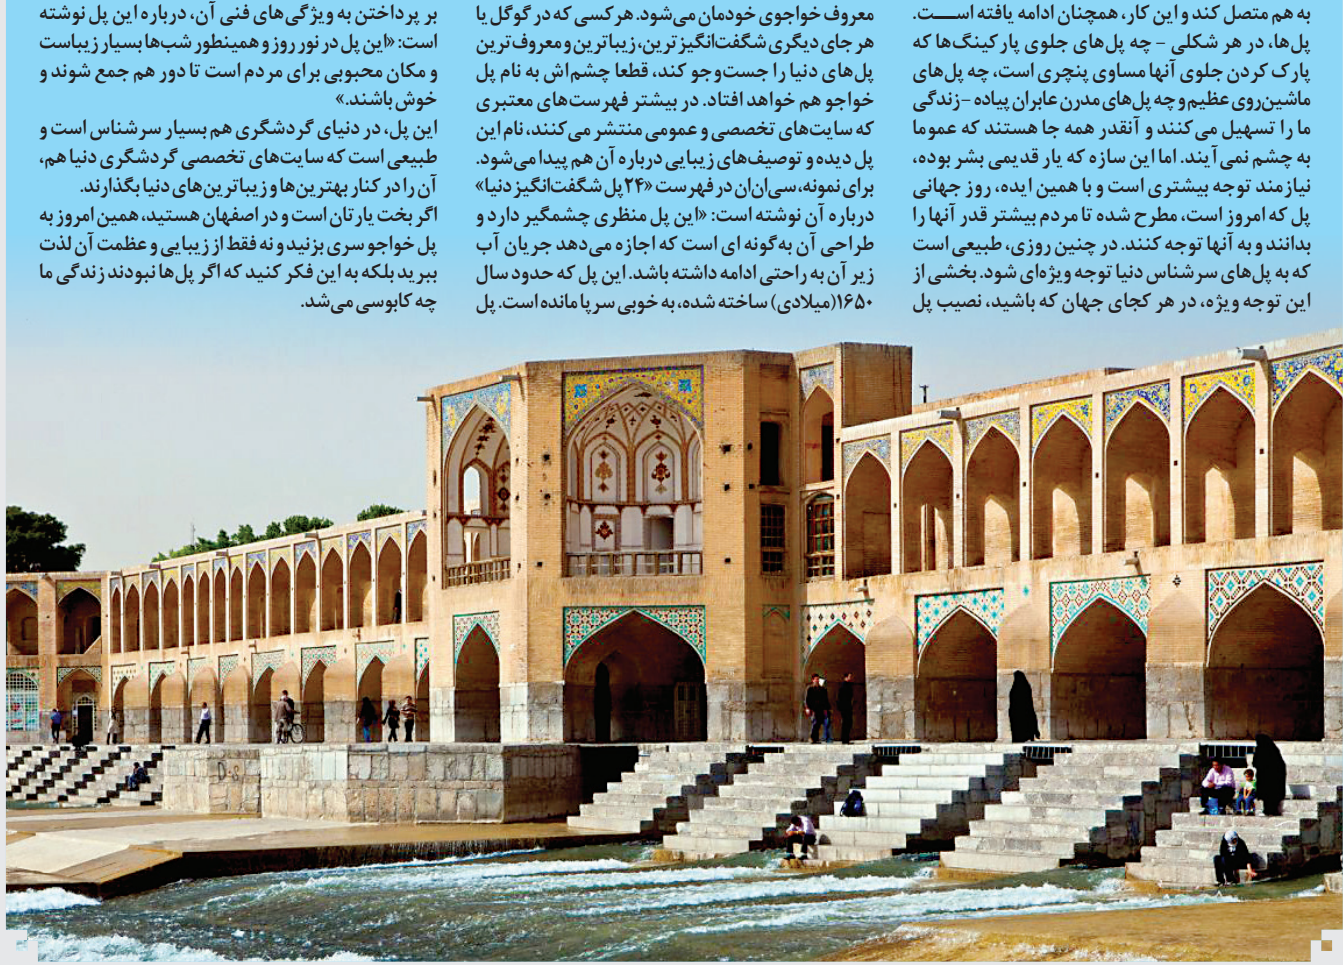 به هم متصل کند و این کار، همچنان ادامه یافته اســـت.
پل‌ها، در هر شکلی - چه پل‌های جلوی پارکینگ‌ها که
پارک کردن جلوی آنها مساوی پنچری است، چه پل‌های
ماشین‌روی عظیم و چه پل‌های مدرن عابران پیاده -زندگی
ما را تسهیل می‌کنند و آنقدر همه جا هستند که عموما
به چشم نمی‌آیند. اما این سازه که یار قدیمی بشر بوده،
نیازمند توجه بیشتری است و با همین ایده، روز جهانی
پل که امروز است، مطرح شده تا مردم بیشتر قدر آنها را
بدانند و به آنها توجه کنند. در چنین روزی، طبیعی است
که به پل‌های سرشناس دنیا توجه ویژه‌ای شود. بخشی از
این توجه ویژه، در هر کجای جهان که باشید، نصیب پل
معروف خواجوی خودمان می‌شود. هر کسی که در گوگل یا
هر جای دیگری شگفت‌انگیزترین، زیباترین و معروف‌ترین
پل‌های دنیا را جست‌وجو کند، قطعا چشم‌اش به نام پل
خواجو هم خواهد افتاد. در بیشتر فهرست‌های معتبری
که سایت‌های تخصصی و عمومی منتشر می‌کنند، نام این
پل دیده و توصیف‌های زیبایی درباره آن هم پیدا می‌شود.
برای نمونه، سی‌ان‌ان در فهرست «۲۴پل شگفت‌انگیز دنیا»
درباره آن نوشته است: «این پل منظری چشمگیر دارد و
طراحی آن به‌گونه ای است که اجازه می‌دهد جریان آب
زیر آن به راحتی ادامه داشته باشد. این پل که حدود سال
۱۶۵۰(میلادی) ساخته شده، به خوبی سرپا مانده است. پل
بر پرداختن به ویژگی‌های فنی آن، درباره این پل نوشته
است: «این پل در نور روز و همینطور شب‌ها بسیار زیباست
و مکان محبوبی برای مردم است تا دور هم جمع شوند و
خوش باشند.»
این پل، در دنیای گردشگری هم بسیار سرشناس است و
طبیعی است که سایت‌های تخصصی گردشگری دنیا هم،
آن را در کنار بهترین‌ها و زیباترین‌های دنیا بگذارند.
اگر بخت یارتان است و در اصفهان هستید، همین امروز به
پل خواجو سری بزنید و نه فقط از زیبایی و عظمت آن لذت
ببرید بلکه به این فکر کنید که اگر پل‌ها نبودند زندگی ما
چه کابوسی می‌شد.
D-S